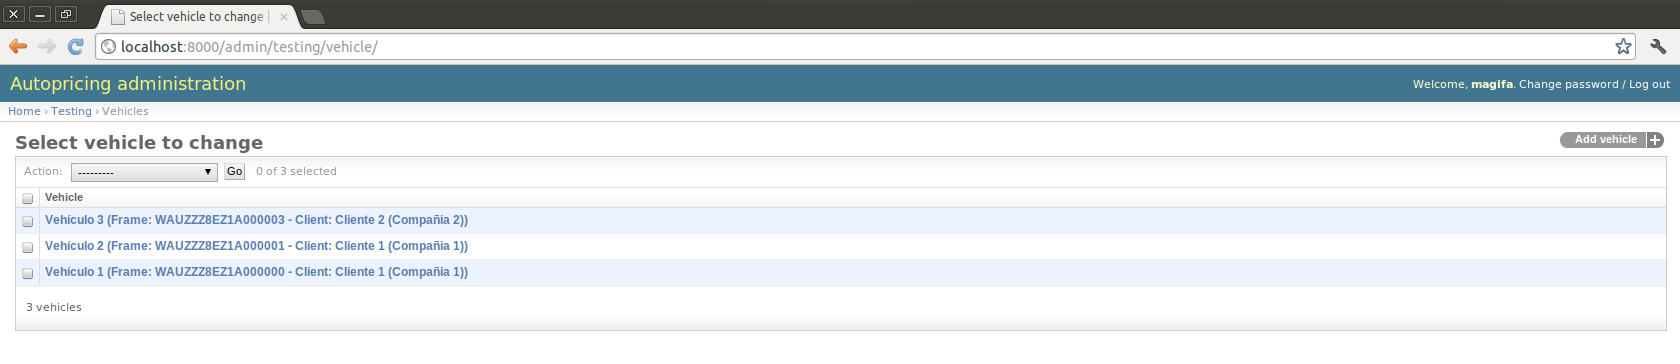 Select vehicle to change |
localhost:8000/admin/testing/vehicle/
Autopricing administration
Welcome, magifa. Change password / Log out
Home › Testing › Vehicles
Select vehicle to change
Add vehicle +
Action: --------- Go 0 of 3 selected
Vehicle
Vehículo 3 (Frame: WAUZZZ8EZ1A000003 - Client: Cliente 2 (Compañia 2))
Vehículo 2 (Frame: WAUZZZ8EZ1A000001 - Client: Cliente 1 (Compañia 1))
Vehículo 1 (Frame: WAUZZZ8EZ1A000000 - Client: Cliente 1 (Compañia 1))
3 vehicles